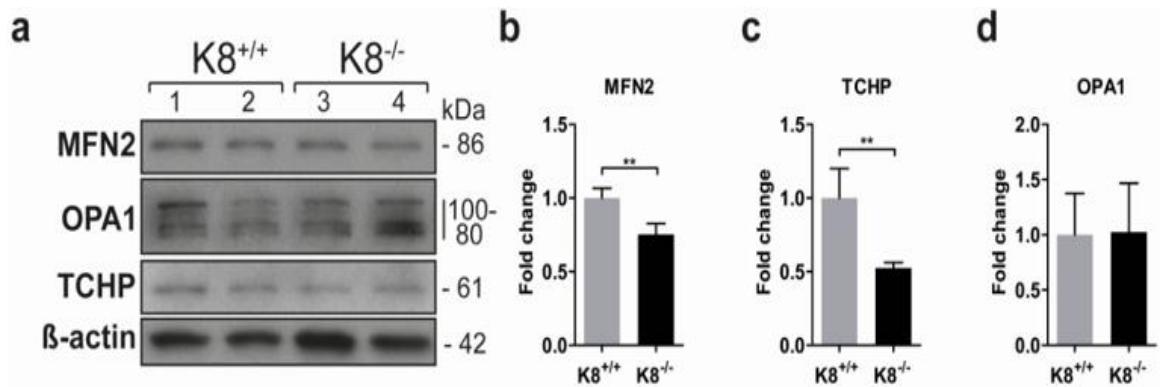 a
K8+/+ K8-/-
1 2 3 4 kDa
MFN2 - 86
OPA1 100-
80
TCHP - 61
ß-actin - 42
b
MFN2
Fold change
1.5
**
1.0
0.5
0.0
K8+/+ K8-/-
c
TCHP
Fold change
1.5
**
1.0
0.5
0.0
K8+/+ K8-/-
d
OPA1
Fold change
2.0
1.5
1.0
0.5
0.0
K8+/+ K8-/-